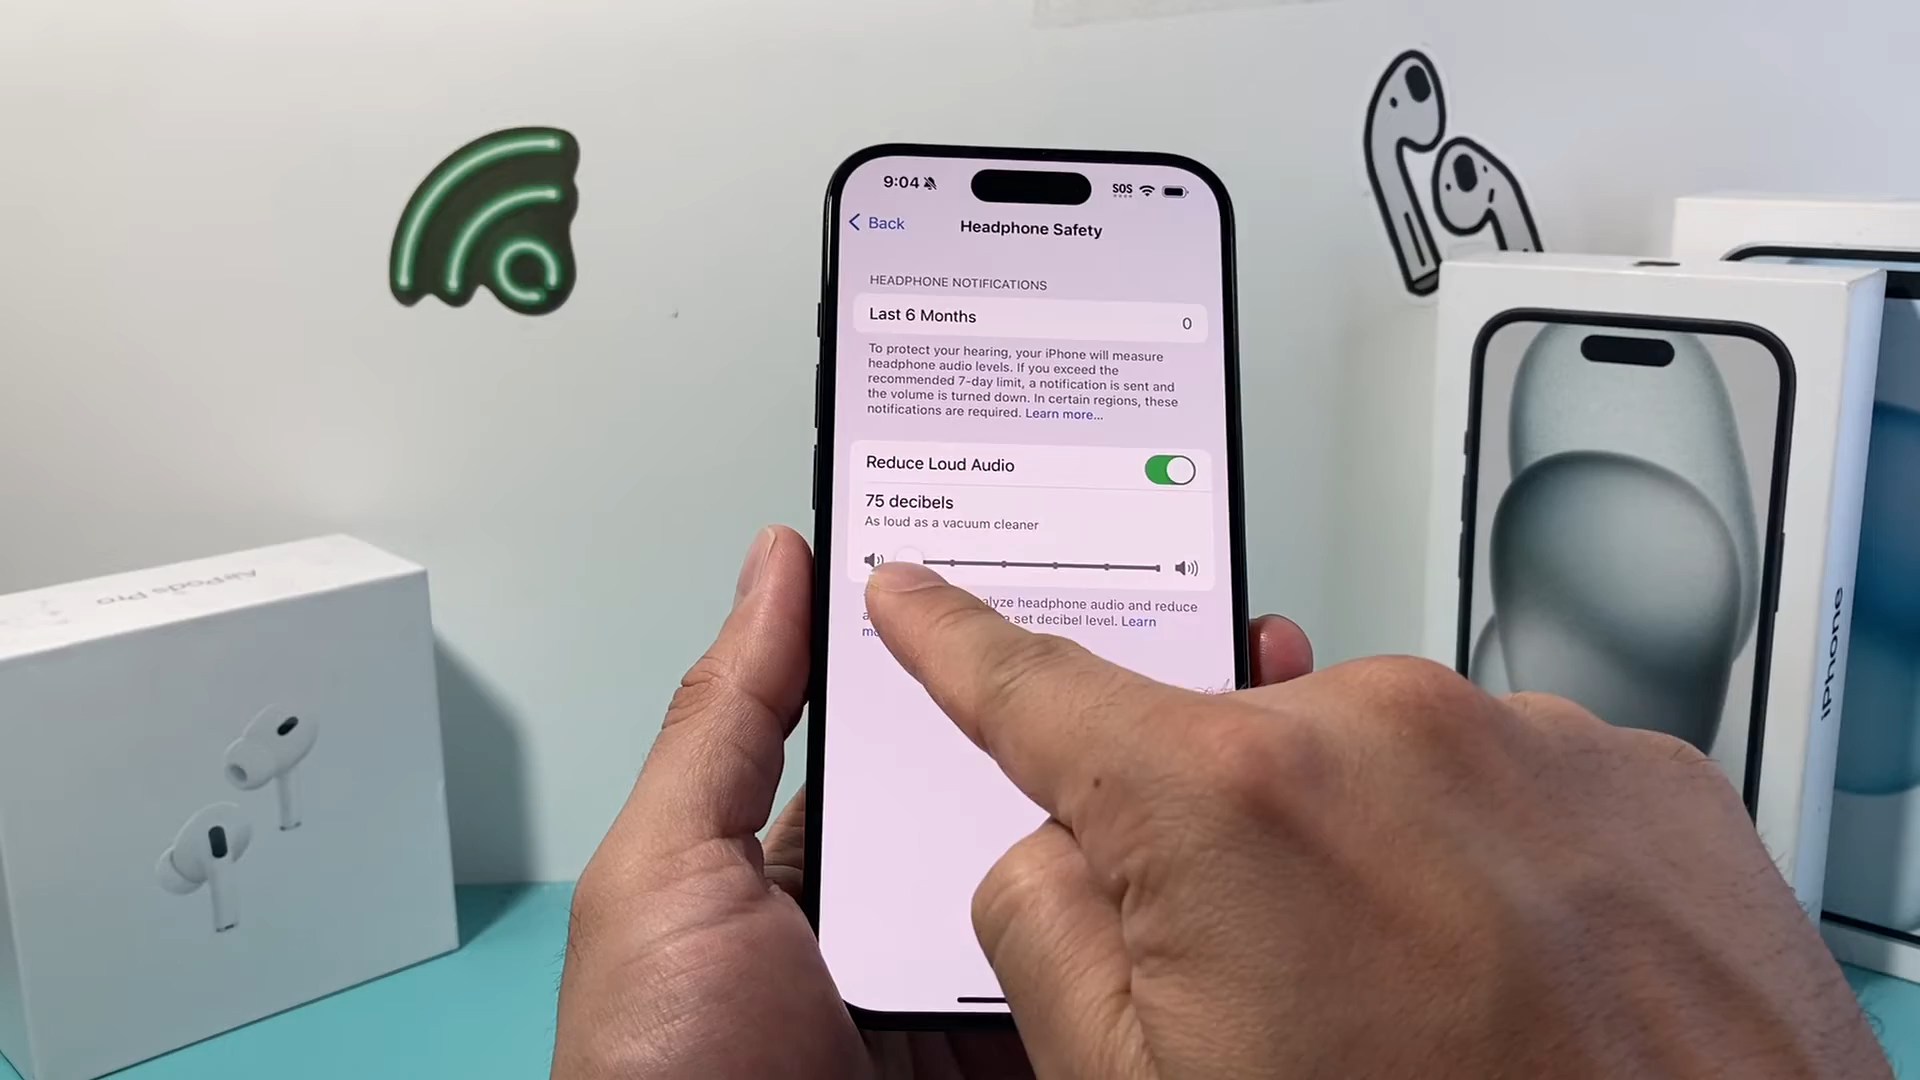 9:04
SOS
Back
Headphone Safety
HEADPHONE NOTIFICATIONS
Last 6 Months
0
To protect your hearing, your iPhone will measure
headphone audio levels. If you exceed the
recommended 7-day limit, a notification is sent and
the volume is turned down. In certain regions, these
notifications are required. Learn more...
Reduce Loud Audio
75 decibels
As loud as a vacuum cleaner
headphone audio and reduce
set decibel level. Learn
AirPods Pro
iPhone